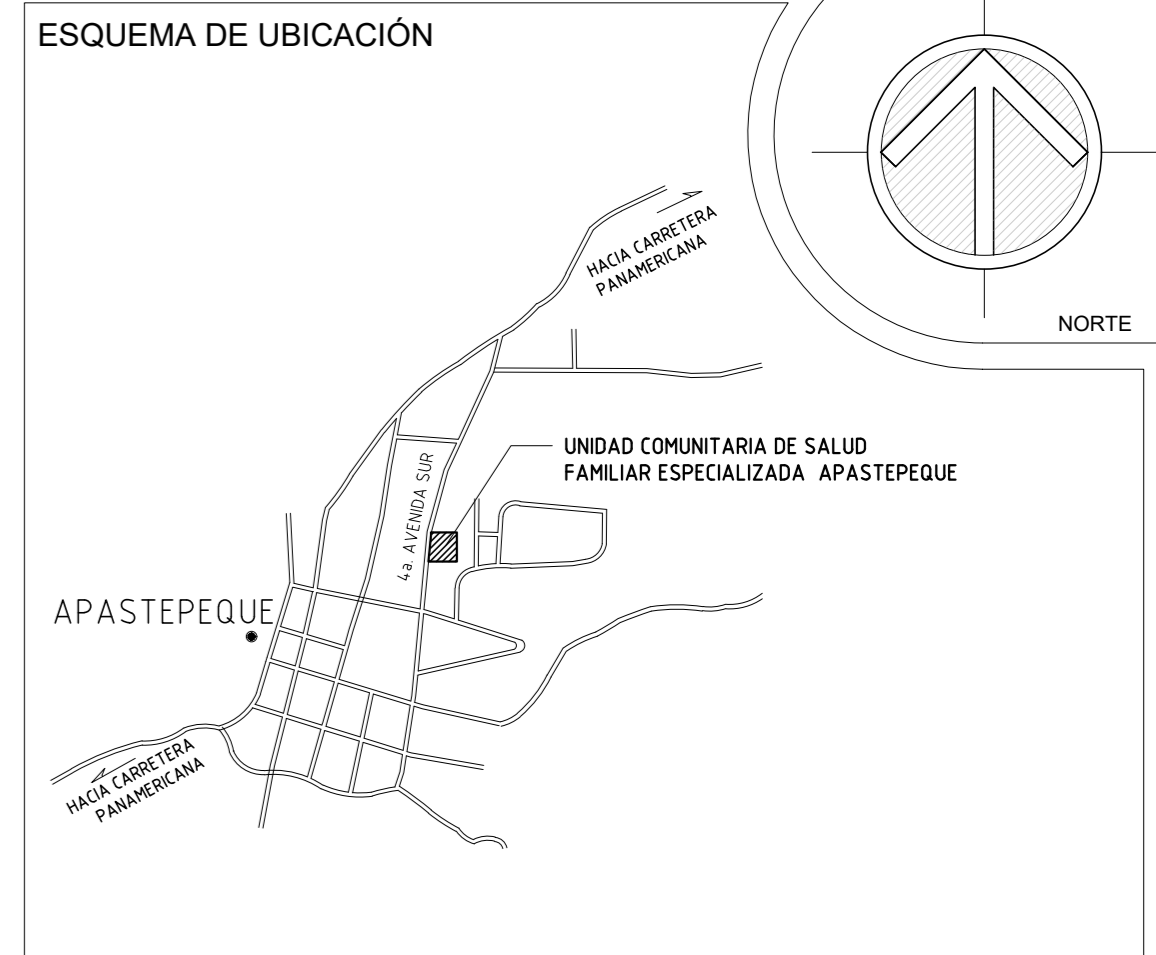 ESQUEMA DE UBICACIÓN
NORTE
HACIA CARRETERA
PANAMERICANA
UNIDAD COMUNITARIA DE SALUD
FAMILIAR ESPECIALIZADA APASTEPEQUE
4a. AVENIDA SUR
APASTEPEQUE
HACIA CARRETERA
PANAMERICANA